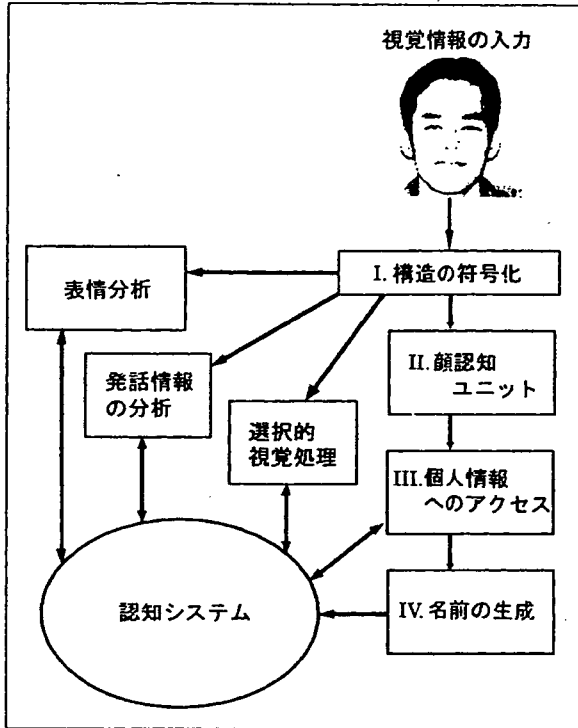 視覚情報の入力
I. 構造の符号化
表情分析
II. 顔認知
ユニット
発話情報
の分析
選択的
視覚処理
III. 個人情報
へのアクセス
認知システム
IV. 名前の生成